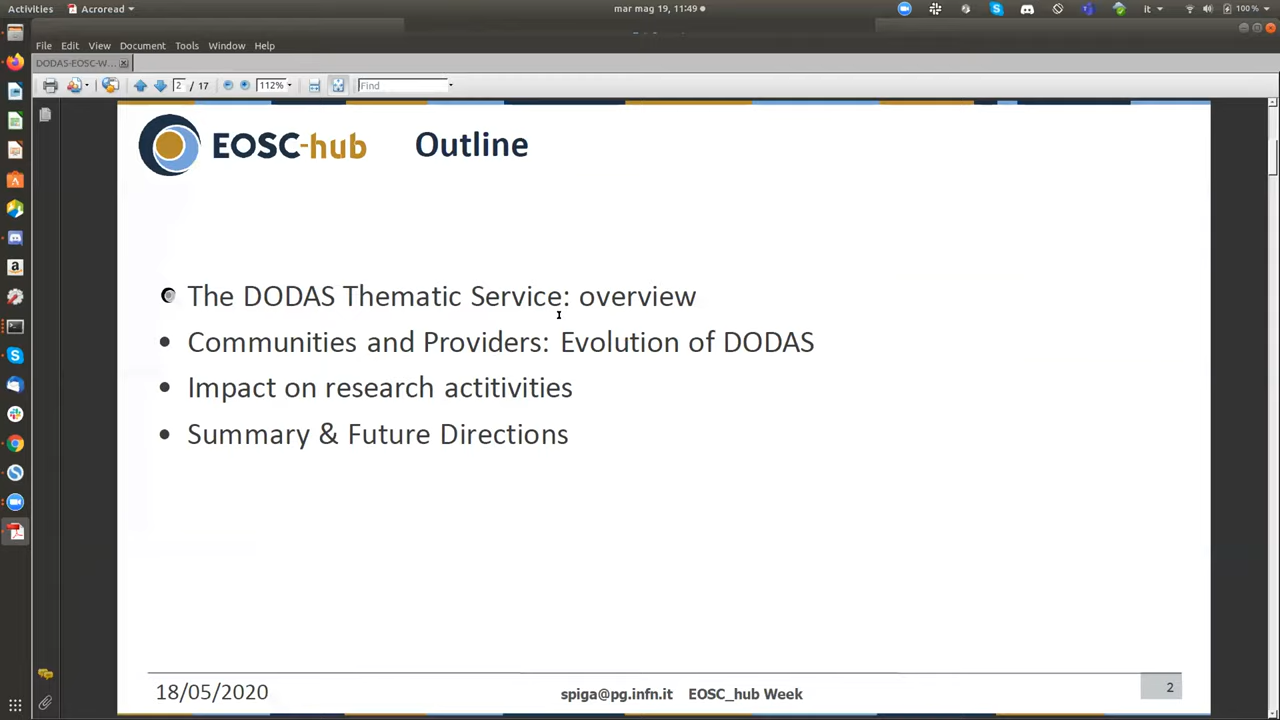 Activities Acroread mar mag 19, 11:49 it 100 %
File Edit View Document Tools Window Help
DODAS-EOSC-W...
2 / 17 112% Find
EOSC-hub Outline
The DODAS Thematic Service: overview
• Communities and Providers: Evolution of DODAS
• Impact on research actitivities
• Summary & Future Directions
18/05/2020 spiga@pg.infn.it EOSC_hub Week 2